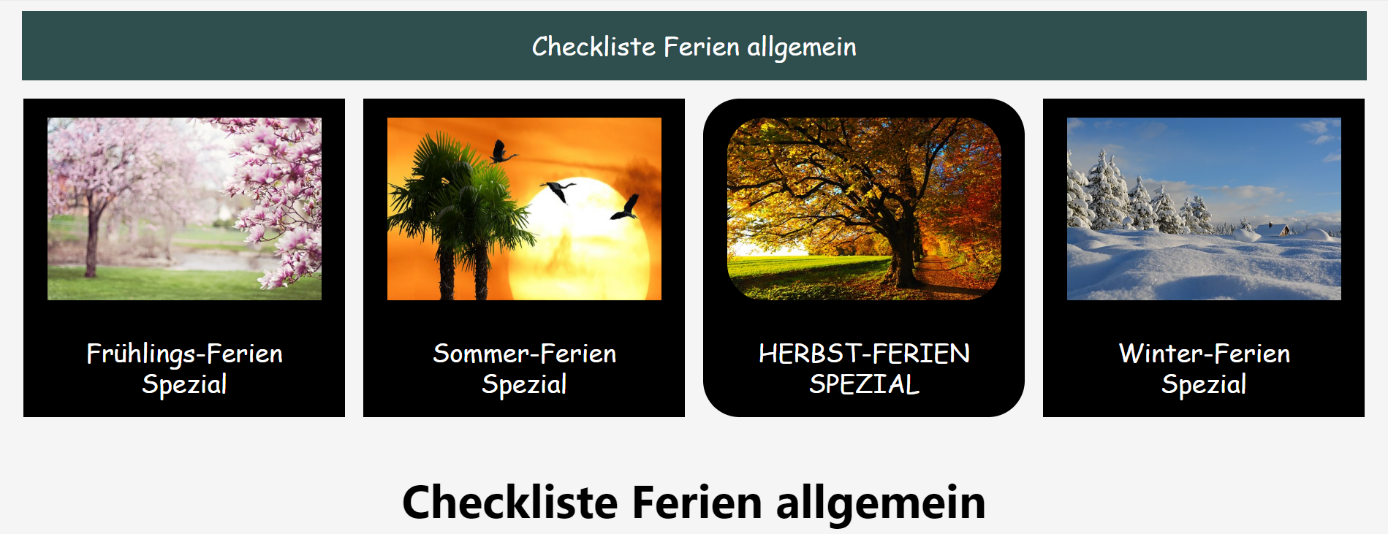 Checkliste Ferien allgemein
Frühlings-Ferien
Spezial
Sommer-Ferien
Spezial
HERBST-FERIEN
SPEZIAL
Winter-Ferien
Spezial
Checkliste Ferien allgemein